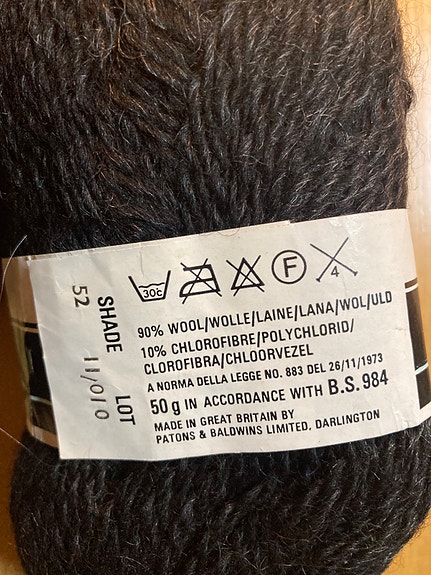 30c
F
4
90% WOOL/WOLLE/LAINE/LANA/WOL/ULD
10% CHLOROFIBRE/POLYCHLORID/
CLOROFIBRA/CHLOORVEZEL
A NORMA DELLA LEGGE NO. 883 DEL 26/11/1973
50 g IN ACCORDANCE WITH B.S. 984
MADE IN GREAT BRITAIN BY
PATONS & BALDWINS LIMITED, DARLINGTON
SHADE LOT
52 11/010